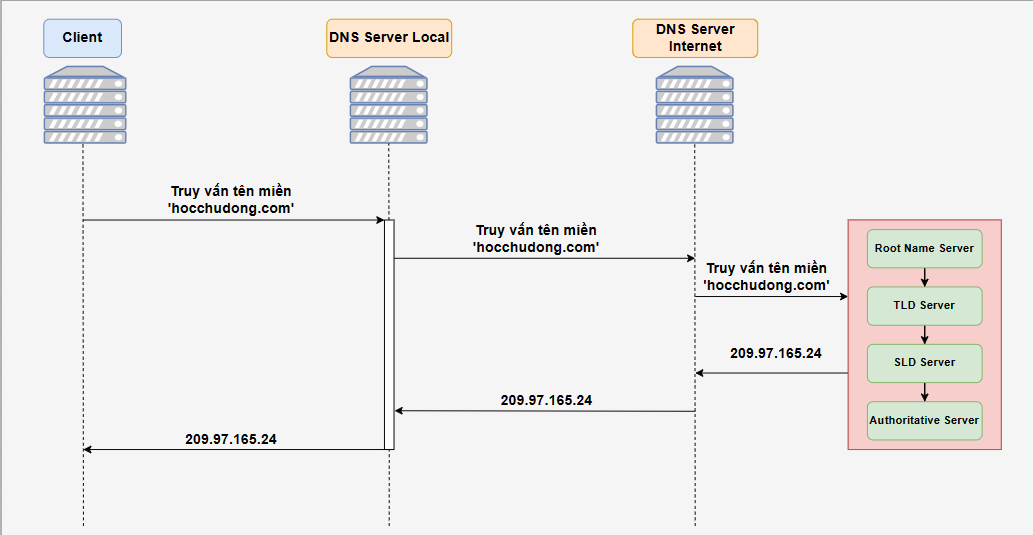 Client
DNS Server Local
DNS Server
Internet
Truy vấn tên miền
'hocchudong.com'
Truy vấn tên miền
'hocchudong.com'
Truy vấn tên miền
'hocchudong.com'
Root Name Server
TLD Server
SLD Server
Authoritative Server
209.97.165.24
209.97.165.24
209.97.165.24